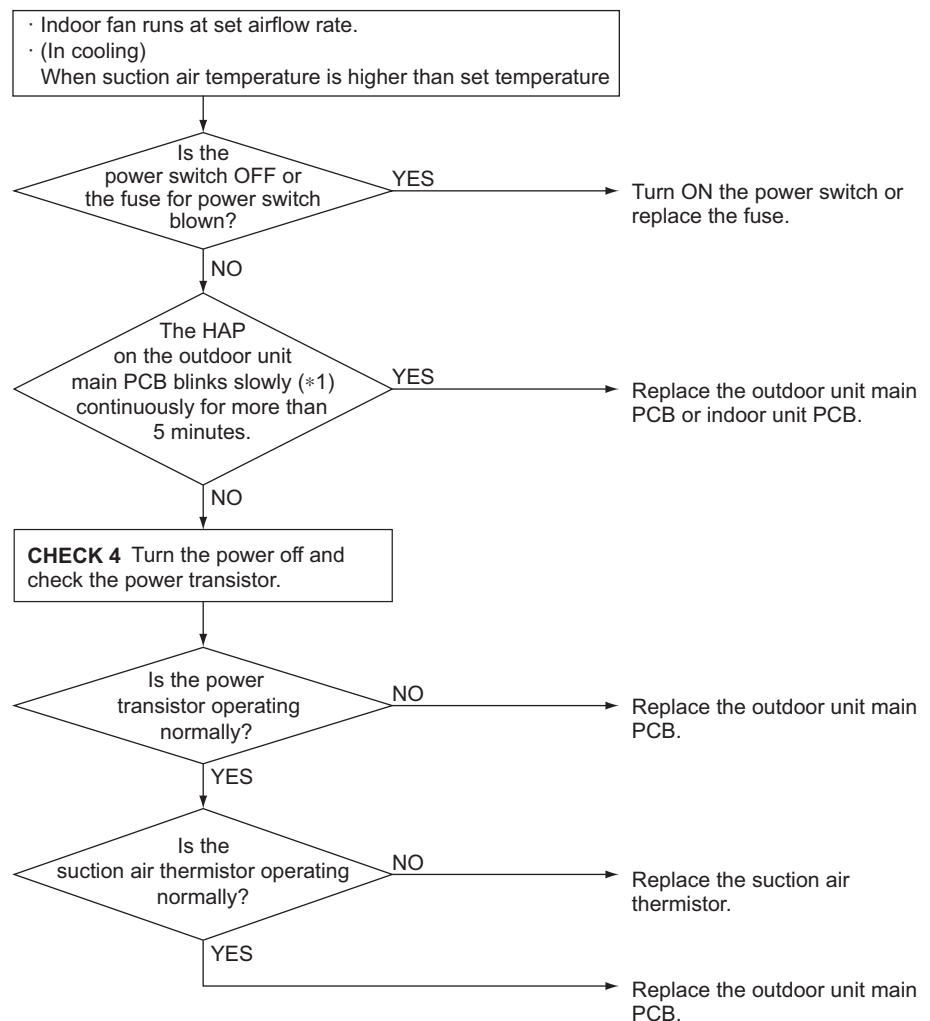 · Indoor fan runs at set airflow rate.
· (In cooling)
When suction air temperature is higher than set temperature
Is the
power switch OFF or
the fuse for power switch
blown?
YES
Turn ON the power switch or
replace the fuse.
NO
The HAP
on the outdoor unit
main PCB blinks slowly (*1)
continuously for more than
5 minutes.
YES
Replace the outdoor unit main
PCB or indoor unit PCB.
NO
CHECK 4 Turn the power off and
check the power transistor.
Is the power
transistor operating
normally?
NO
Replace the outdoor unit main
PCB.
YES
Is the
suction air thermistor operating
normally?
NO
Replace the suction air
thermistor.
YES
Replace the outdoor unit main
PCB.